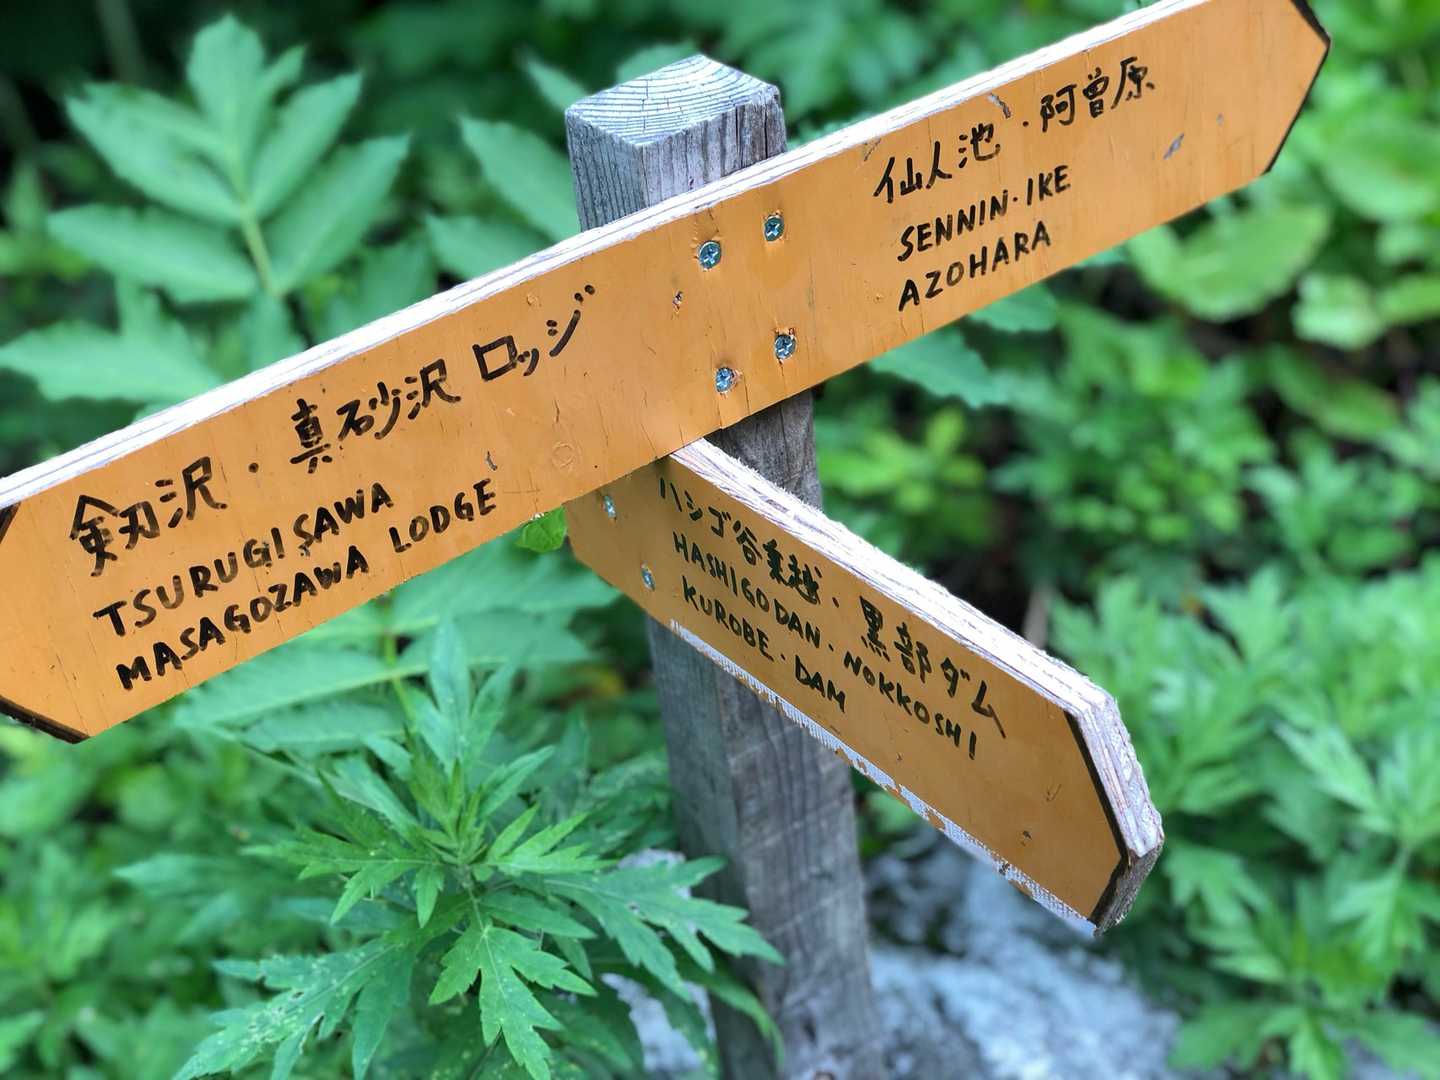 剱沢・真砂沢ロッジ
TSURUGISAWA
MASAGOZAWA LODGE
仙人池・阿曽原
SENNIN・IKE
AZOHARA
ハシゴ谷乗越・黒部ダム
HASHIGODAN・NOKKOSHI
KUROBE・DAM